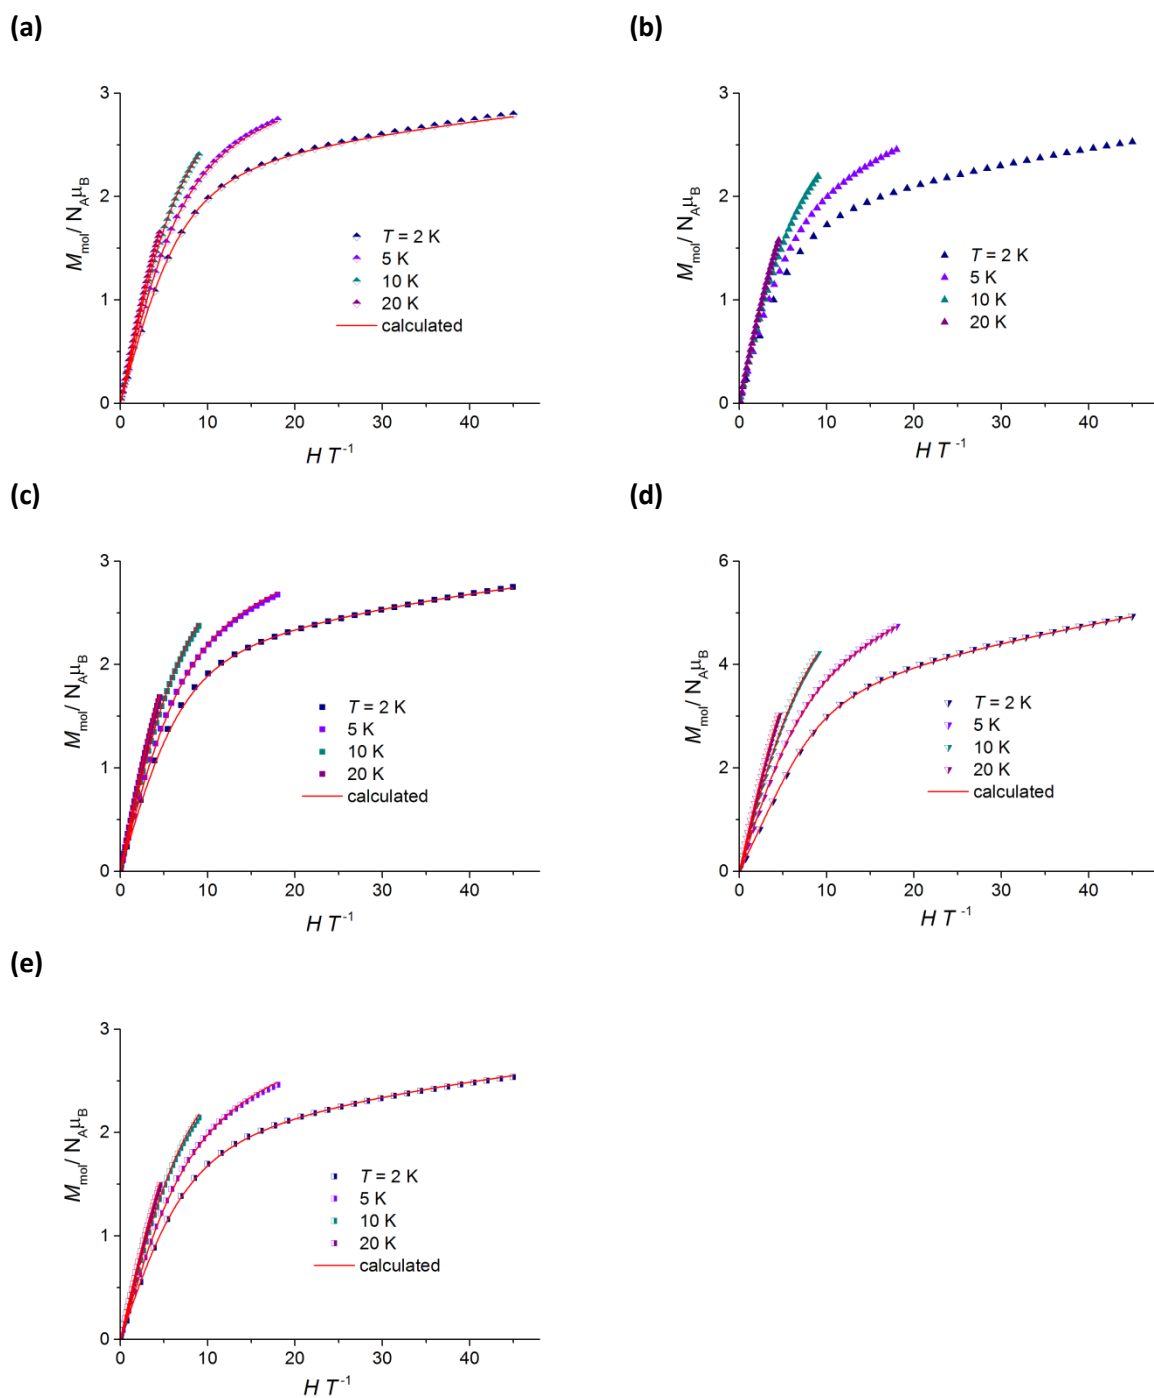 (a)
3
2
1
0
M_mol / N_Aμ_B
T = 2 K
5 K
10 K
20 K
calculated
0 10 20 30 40
H T⁻¹
(b)
3
2
1
0
M_mol / N_Aμ_B
T = 2 K
5 K
10 K
20 K
0 10 20 30 40
H T⁻¹
(c)
3
2
1
0
M_mol / N_Aμ_B
T = 2 K
5 K
10 K
20 K
calculated
0 10 20 30 40
H T⁻¹
(d)
6
4
2
0
M_mol / N_Aμ_B
T = 2 K
5 K
10 K
20 K
calculated
0 10 20 30 40
H T⁻¹
(e)
3
2
1
0
M_mol / N_Aμ_B
T = 2 K
5 K
10 K
20 K
calculated
0 10 20 30 40
H T⁻¹